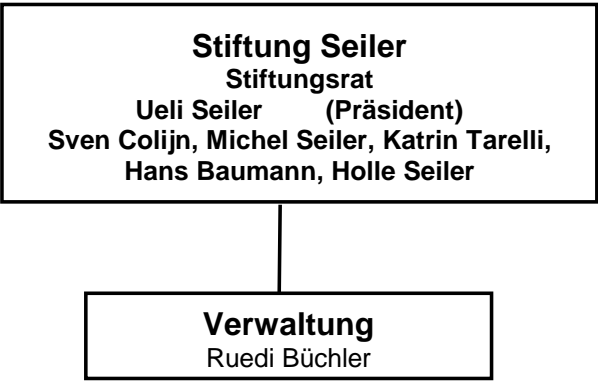 Stiftung Seiler
Stiftungsrat
Ueli Seiler (Präsident)
Sven Colijn, Michel Seiler, Katrin Tarelli,
Hans Baumann, Holle Seiler
Verwaltung
Ruedi Büchler